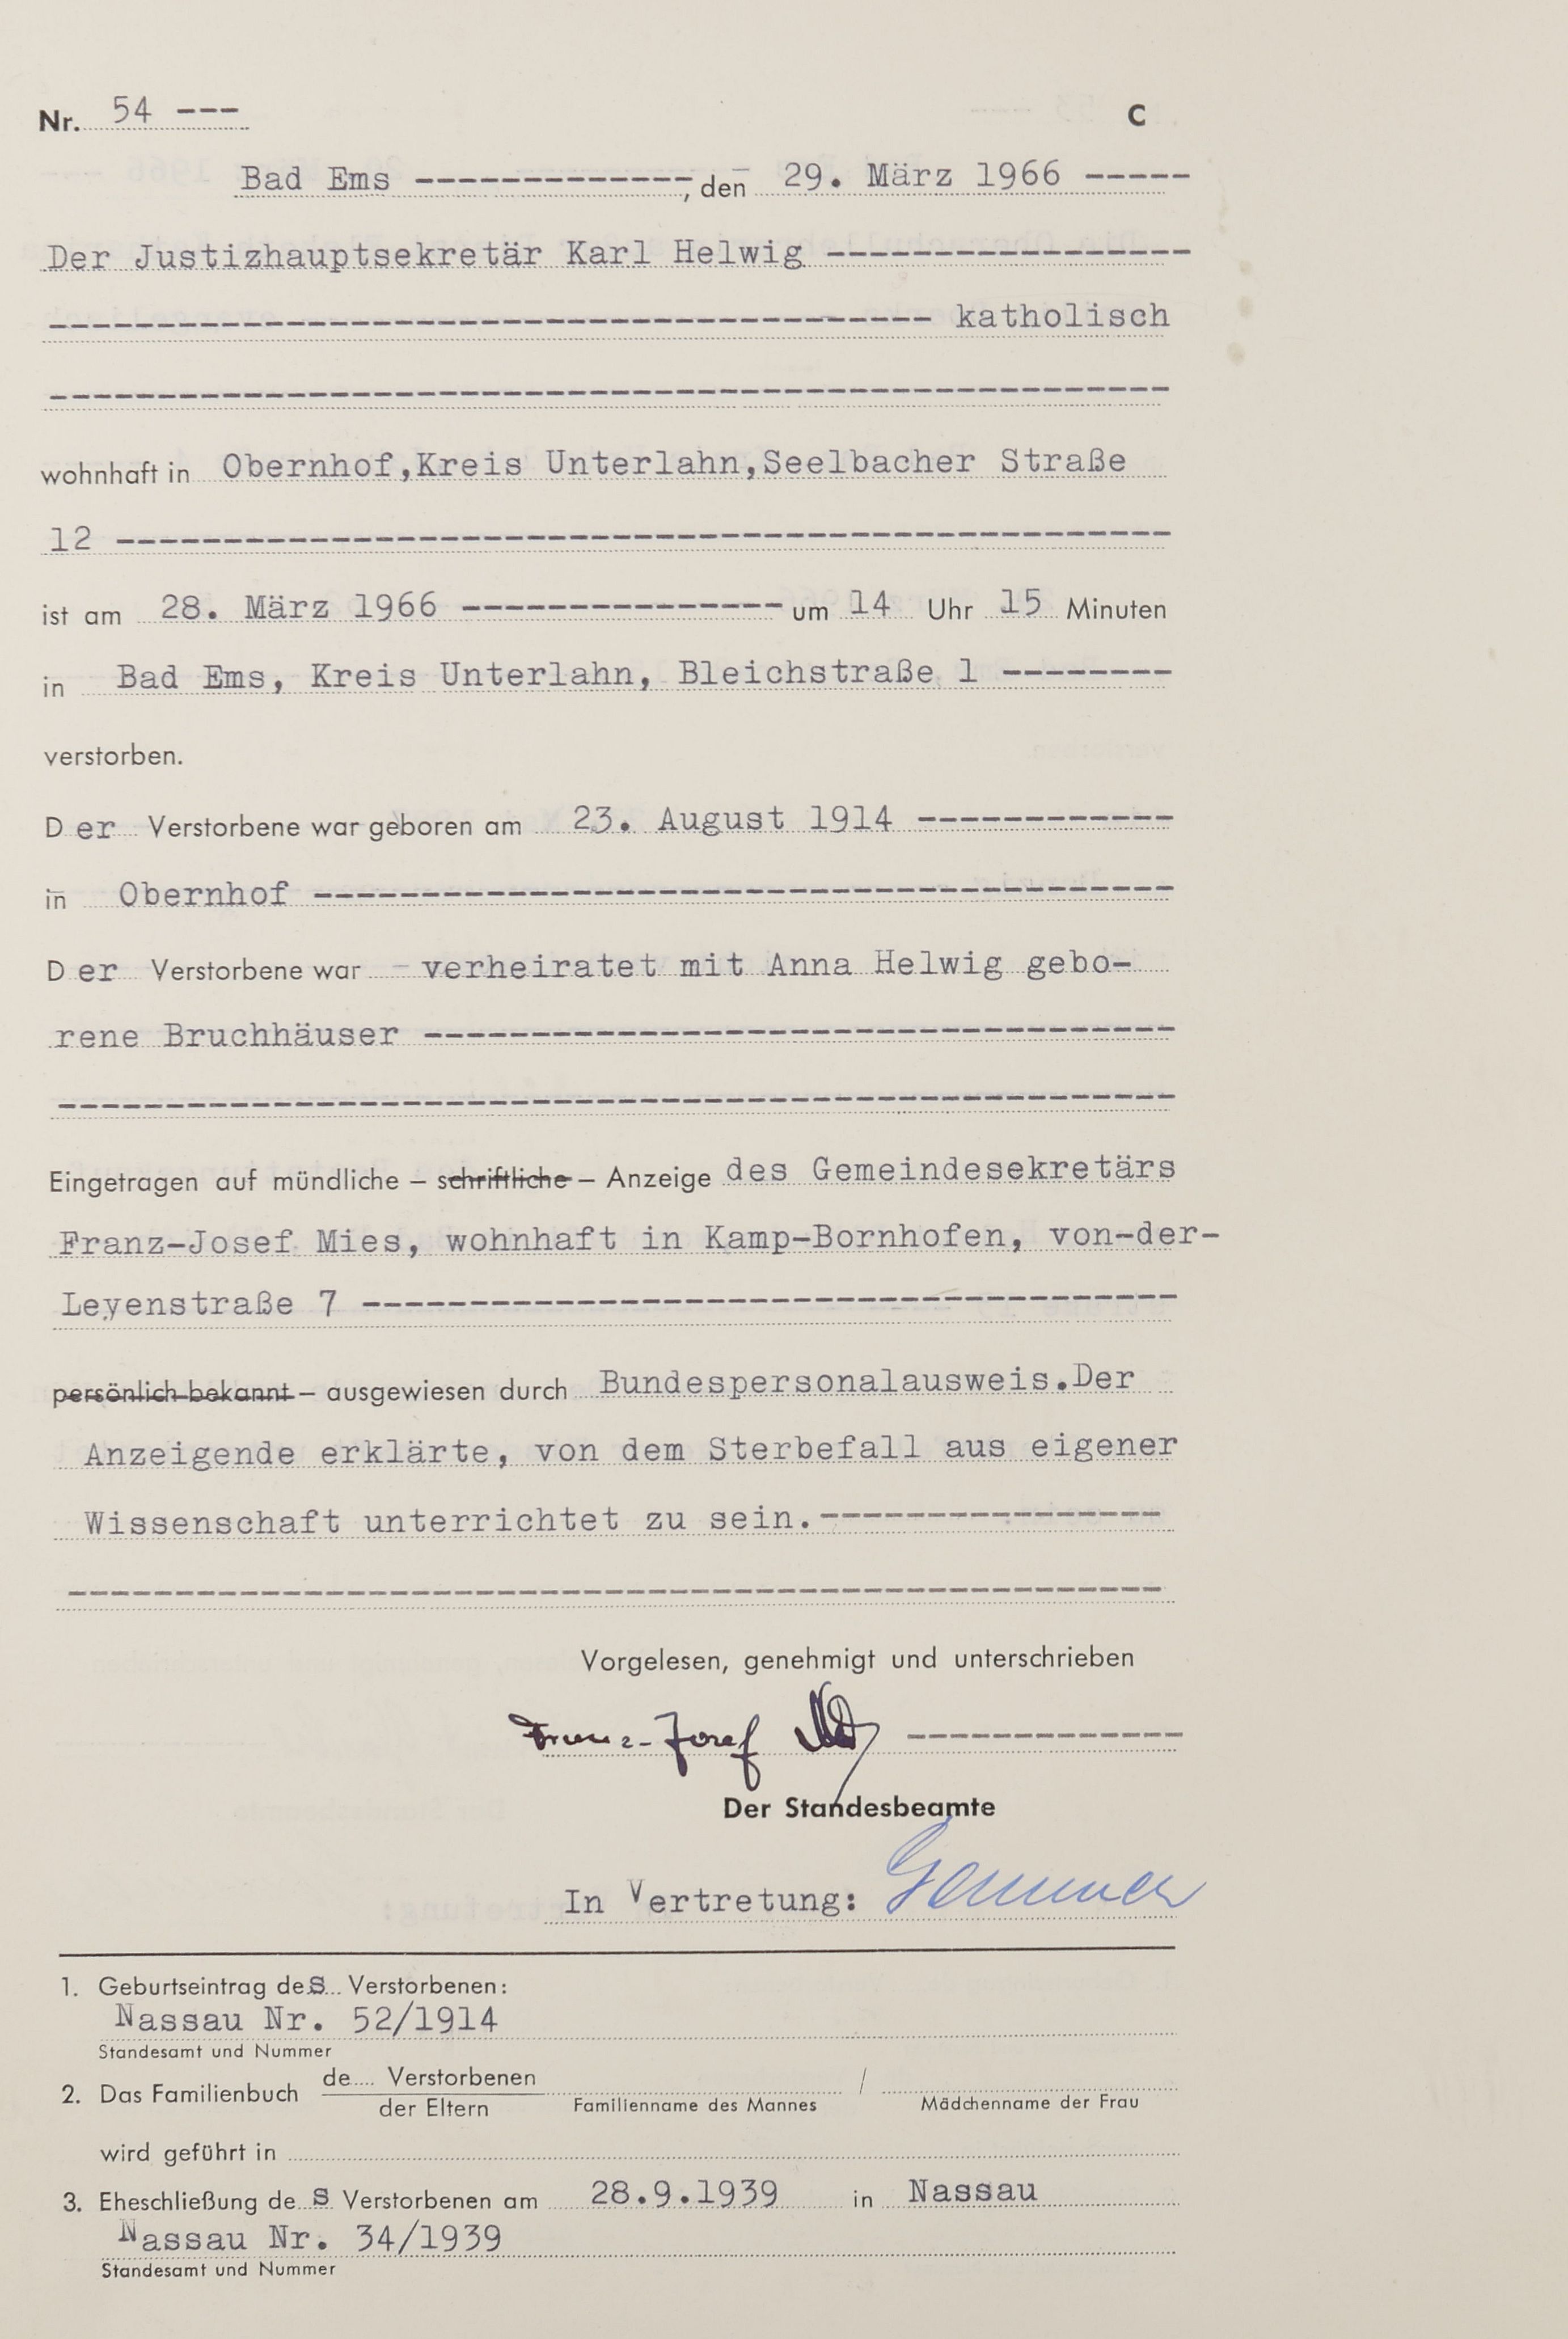 Nr. 54 ---
C
Bad Ems -------------, den 29. März 1966 -----
Der Justizhauptsekretär Karl Helwig -----------------
----------------------------------------- katholisch
----------------------------------------------------
wohnhaft in Obernhof,Kreis Unterlahn,Seelbacher Straße
12 -------------------------------------------------
ist am 28. März 1966 --------------- um 14 Uhr 15 Minuten
in Bad Ems, Kreis Unterlahn, Bleichstraße 1 --------
verstorben.
Der Verstorbene war geboren am 23. August 1914 ------------
in Obernhof ----------------------------------------
Der Verstorbene war - verheiratet mit Anna Helwig gebo-
rene Bruchhäuser -----------------------------------
----------------------------------------------------
Eingetragen auf mündliche – schriftliche – Anzeige des Gemeindesekretärs
Franz-Josef Mies, wohnhaft in Kamp-Bornhofen, von-der-
Leyenstraße 7 --------------------------------------
persönlich bekannt – ausgewiesen durch Bundespersonalausweis.Der
Anzeigende erklärte, von dem Sterbefall aus eigener
Wissenschaft unterrichtet zu sein.----------------
---------------------------------------------------
Vorgelesen, genehmigt und unterschrieben
Franz-Josef Mies -------------
Der Standesbeamte
In Vertretung:
1. Geburtseintrag des Verstorbenen:
Nassau Nr. 52/1914
Standesamt und Nummer
2. Das Familienbuch de.... Verstorbenen /
der Eltern Familienname des Mannes Mädchenname der Frau
wird geführt in
3. Eheschließung des Verstorbenen am 28.9.1939 in Nassau
Nassau Nr. 34/1939
Standesamt und Nummer